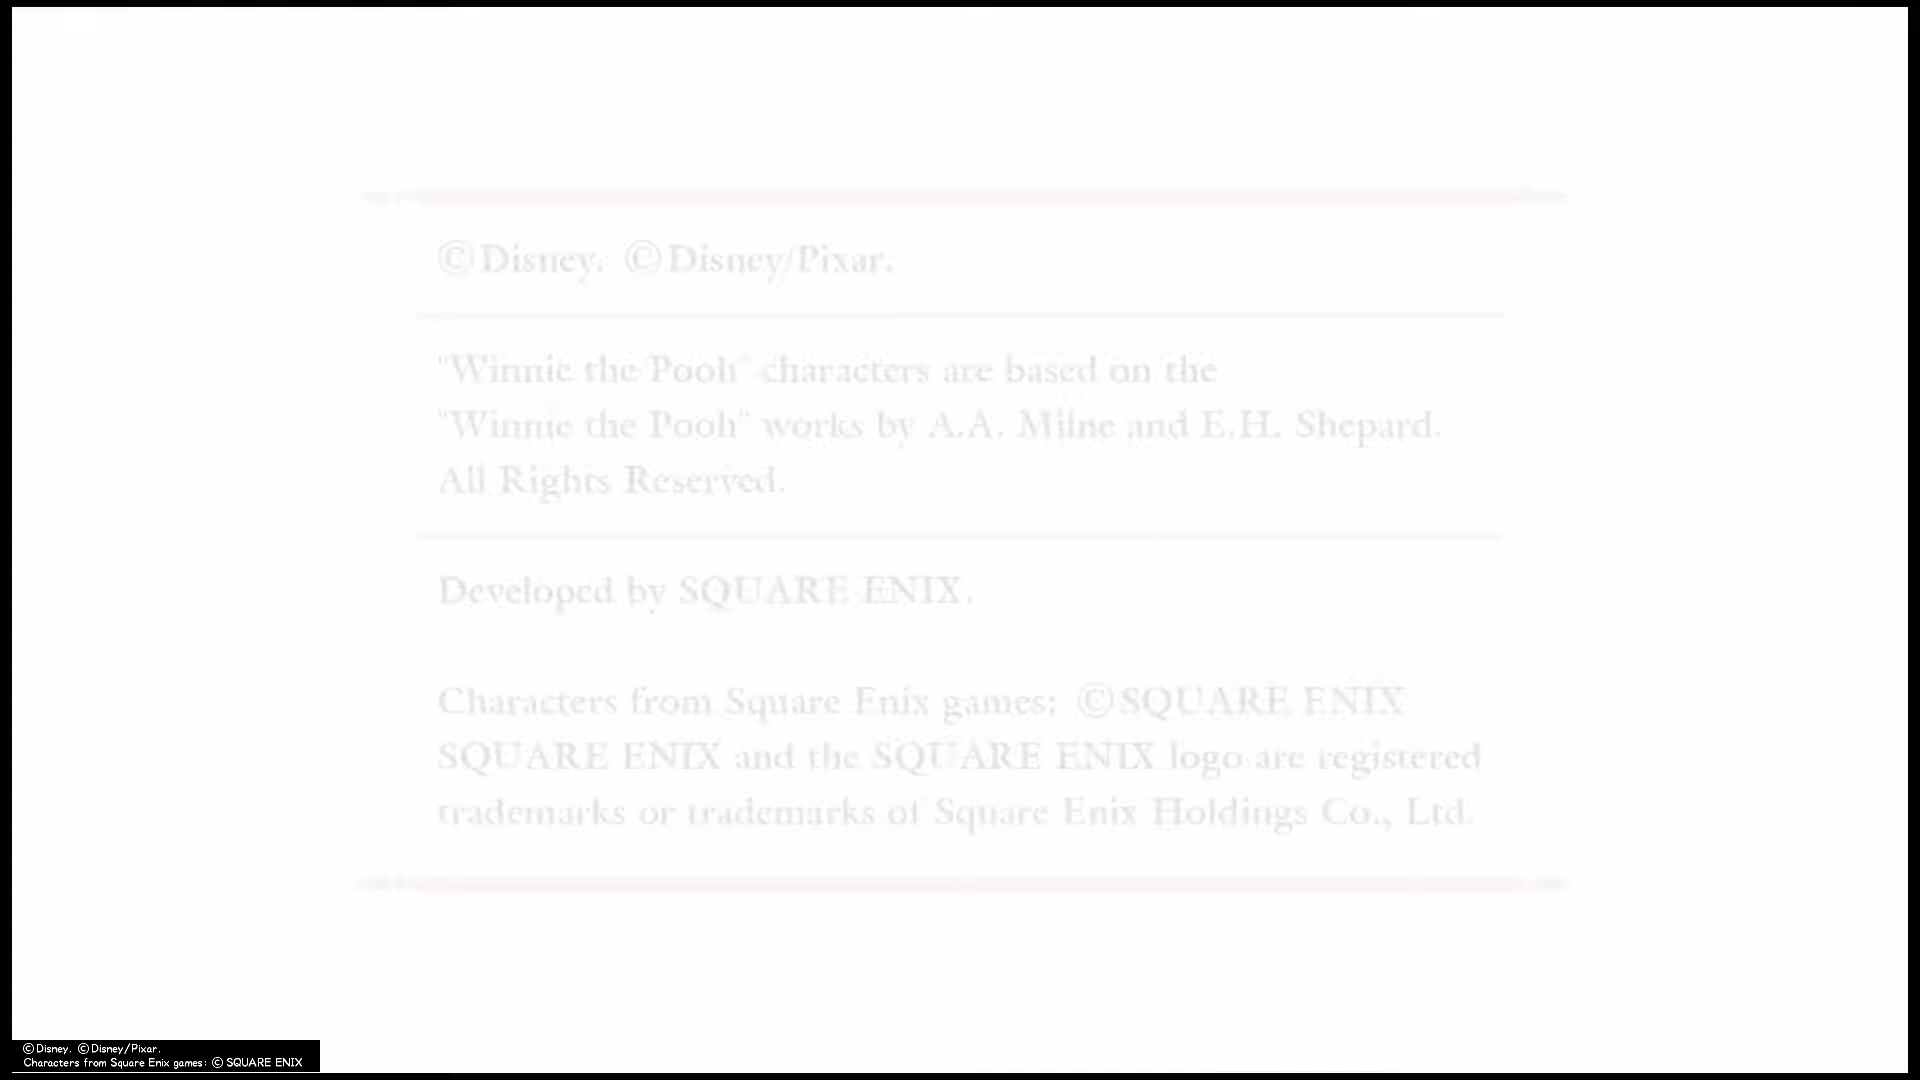 ©Disney. ©Disney/Pixar.
"Winnie the Pooh" characters are based on the
"Winnie the Pooh" works by A.A. Milne and E.H. Shepard.
All Rights Reserved.
Developed by SQUARE ENIX.
Characters from Square Enix games: ©SQUARE ENIX
SQUARE ENIX and the SQUARE ENIX logo are registered
trademarks or trademarks of Square Enix Holdings Co., Ltd.
©Disney. ©Disney/Pixar.
Characters from Square Enix games: © SQUARE ENIX